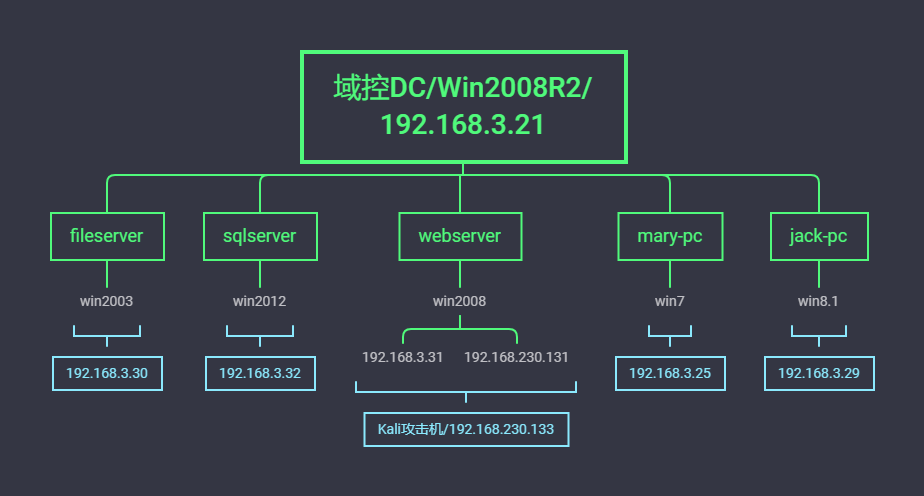 域控DC/Win2008R2/
192.168.3.21
fileserver
sqlserver
webserver
mary-pc
jack-pc
win2003
win2012
win2008
win7
win8.1
192.168.3.31
192.168.230.131
192.168.3.30
192.168.3.32
192.168.3.25
192.168.3.29
Kali攻击机/192.168.230.133